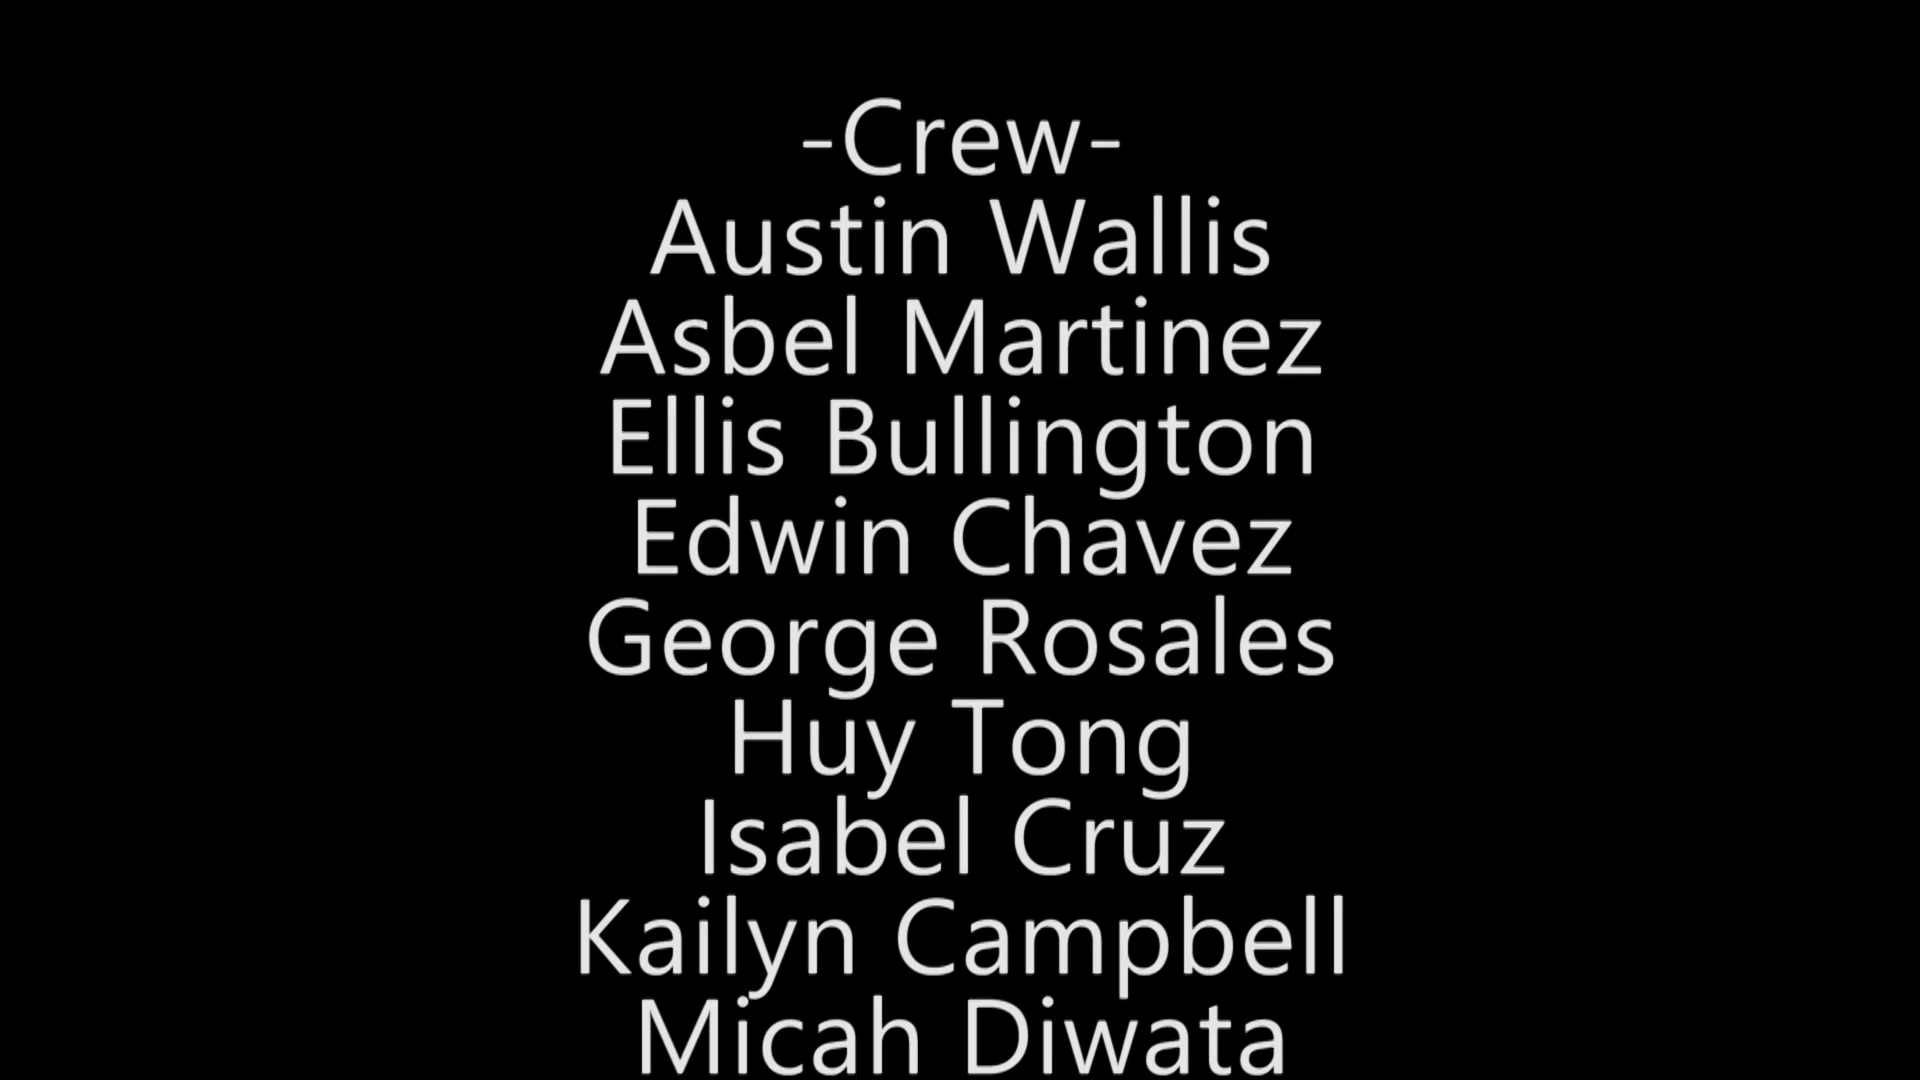 -Crew-
Austin Wallis
Asbel Martinez
Ellis Bullington
Edwin Chavez
George Rosales
Huy Tong
Isabel Cruz
Kailyn Campbell
Micah Diwata